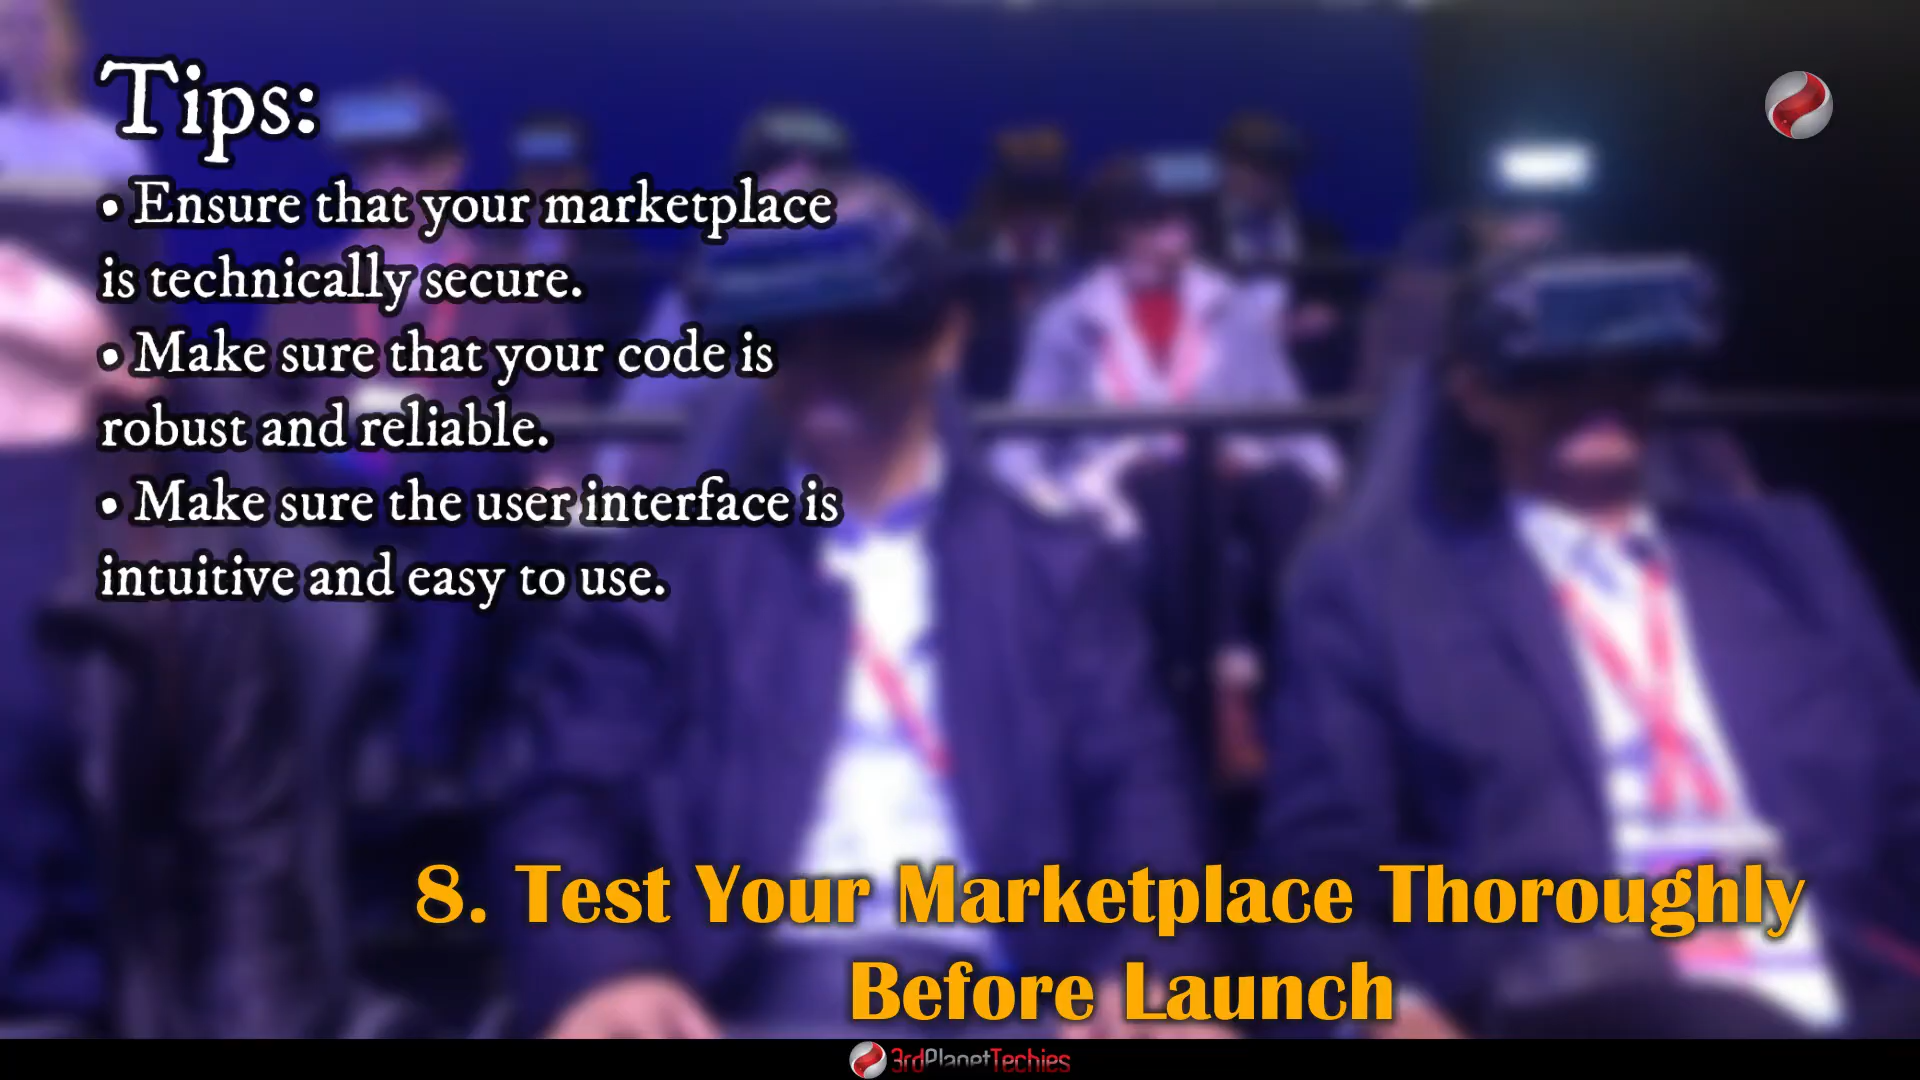 Tips:
• Ensure that your marketplace
is technically secure.
• Make sure that your code is
robust and reliable.
• Make sure the user interface is
intuitive and easy to use.
8. Test Your Marketplace Thoroughly
Before Launch
3rdPlanetTechies